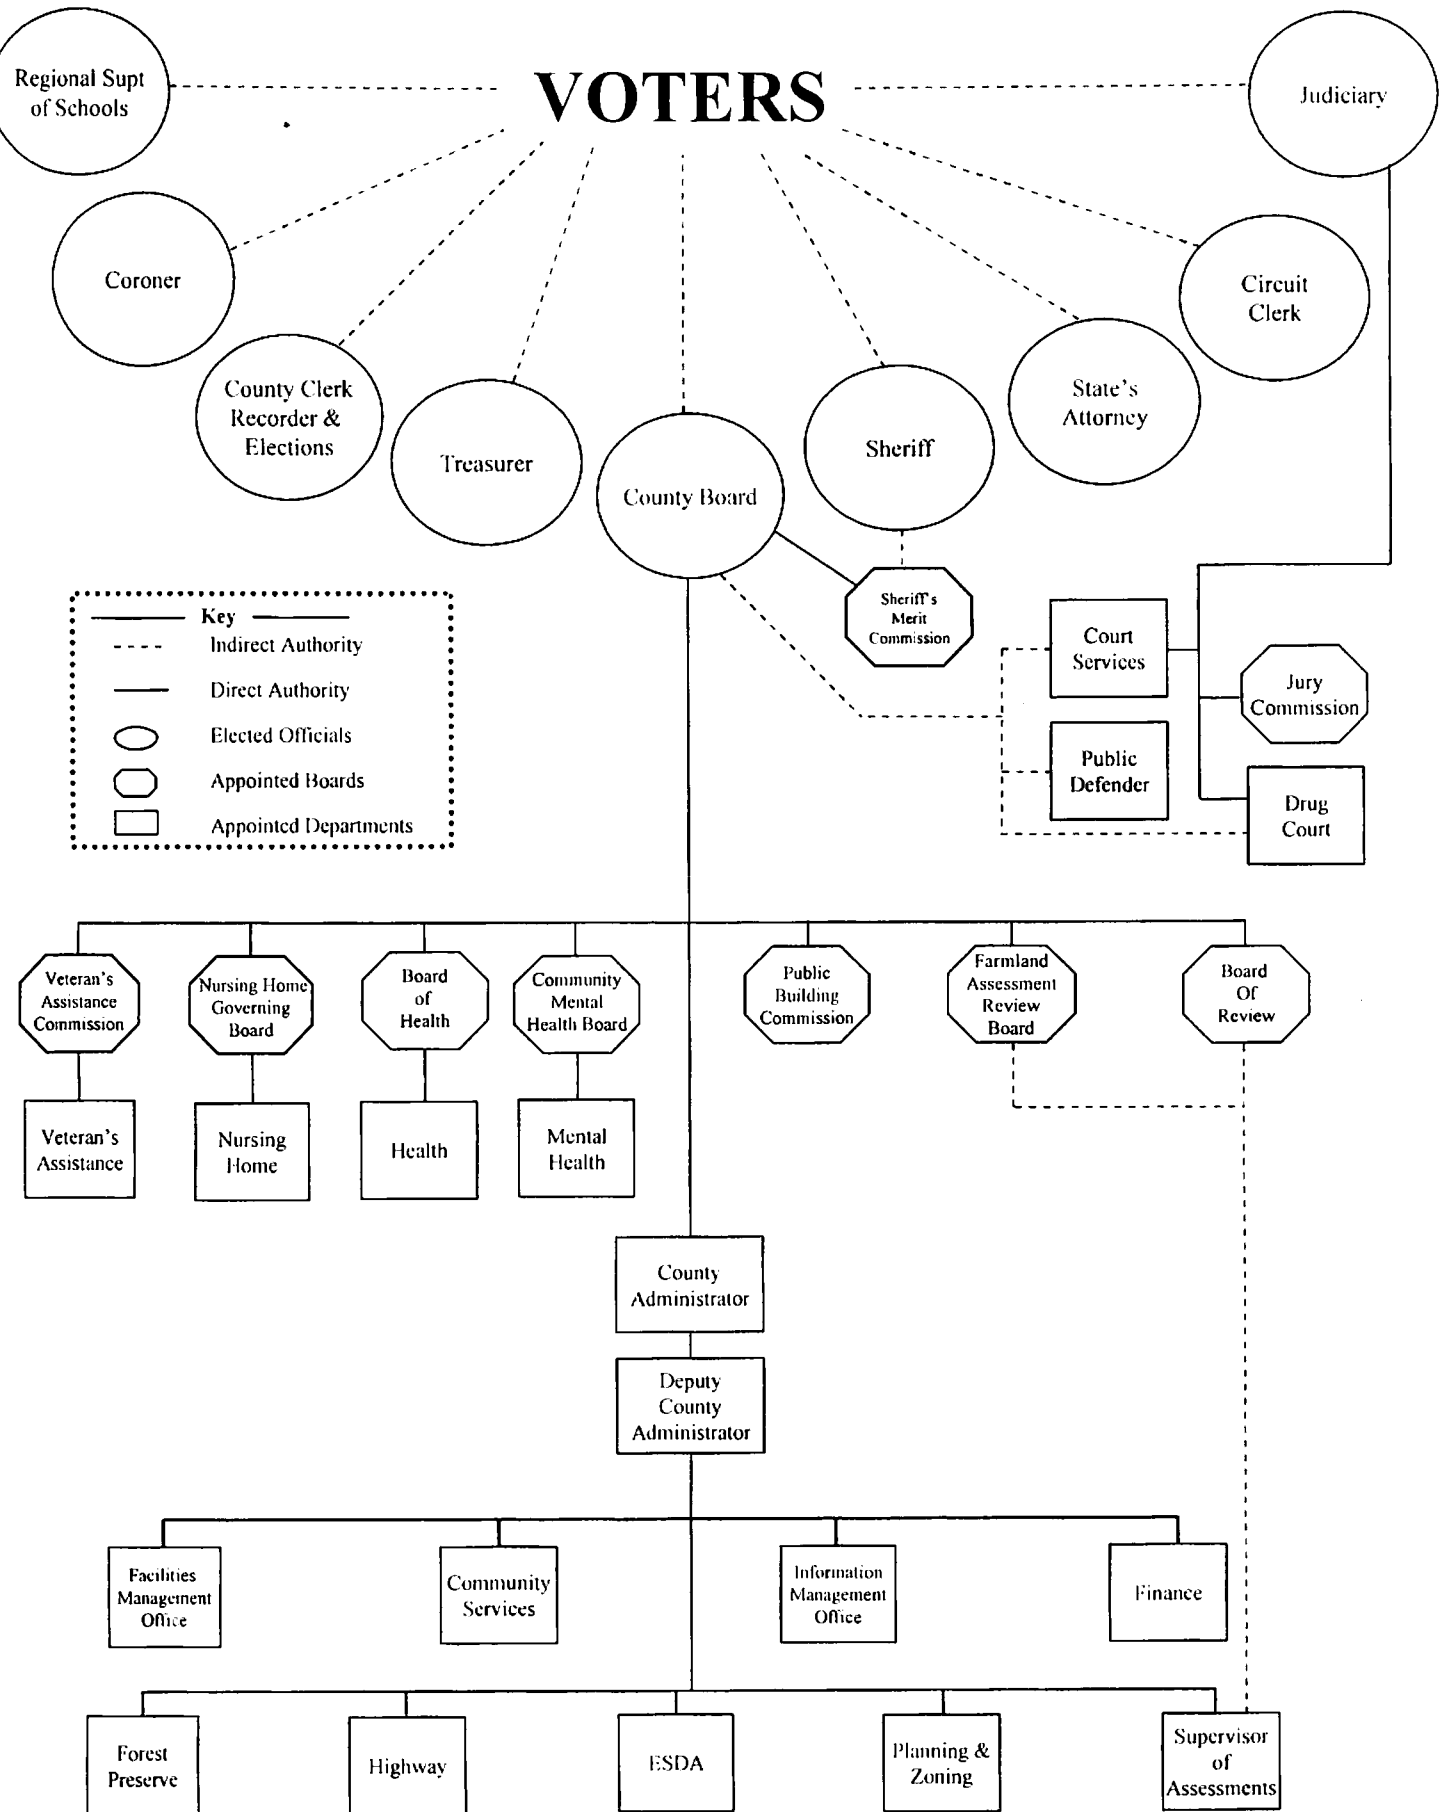 VOTERS
Regional Supt
of Schools
Judiciary
Coroner
Circuit
Clerk
County Clerk
Recorder &
Elections
Treasurer
County Board
Sheriff
State's
Attorney
Sheriff's
Merit
Commission
Key
Indirect Authority
Direct Authority
Elected Officials
Appointed Boards
Appointed Departments
Court
Services
Jury
Commission
Public
Defender
Drug
Court
Veteran's
Assistance
Commission
Nursing Home
Governing
Board
Board
of
Health
Community
Mental
Health Board
Public
Building
Commission
Farmland
Assessment
Review
Board
Board
Of
Review
Veteran's
Assistance
Nursing
Home
Health
Mental
Health
County
Administrator
Deputy
County
Administrator
Facilities
Management
Office
Community
Services
Information
Management
Office
Finance
Forest
Preserve
Highway
ESDA
Planning &
Zoning
Supervisor
of
Assessments